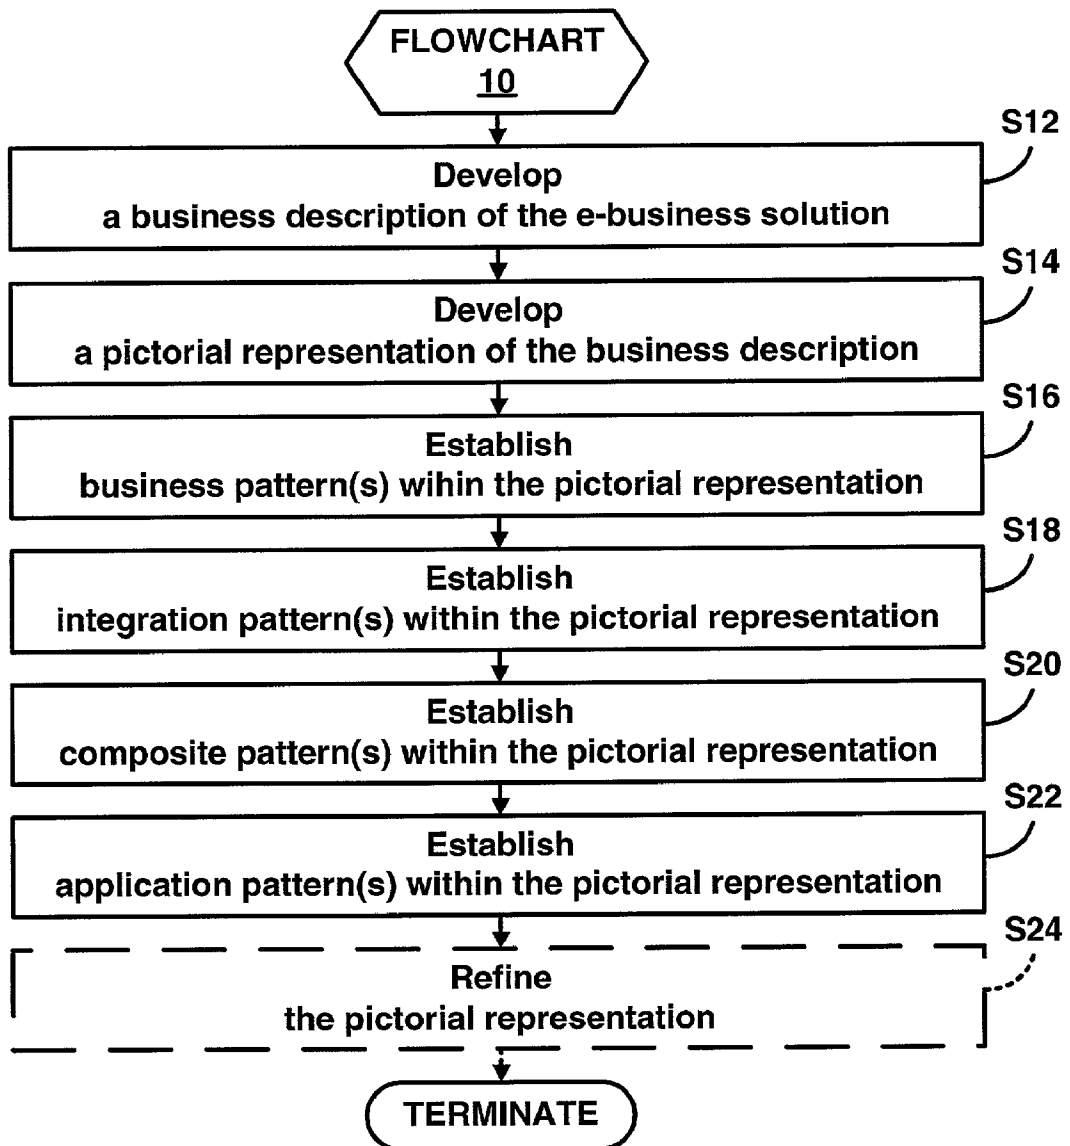 FLOWCHART
10
S12
Develop
a business description of the e-business solution
S14
Develop
a pictorial representation of the business description
S16
Establish
business pattern(s) wihin the pictorial representation
S18
Establish
integration pattern(s) within the pictorial representation
S20
Establish
composite pattern(s) within the pictorial representation
S22
Establish
application pattern(s) within the pictorial representation
S24
Refine
the pictorial representation
TERMINATE